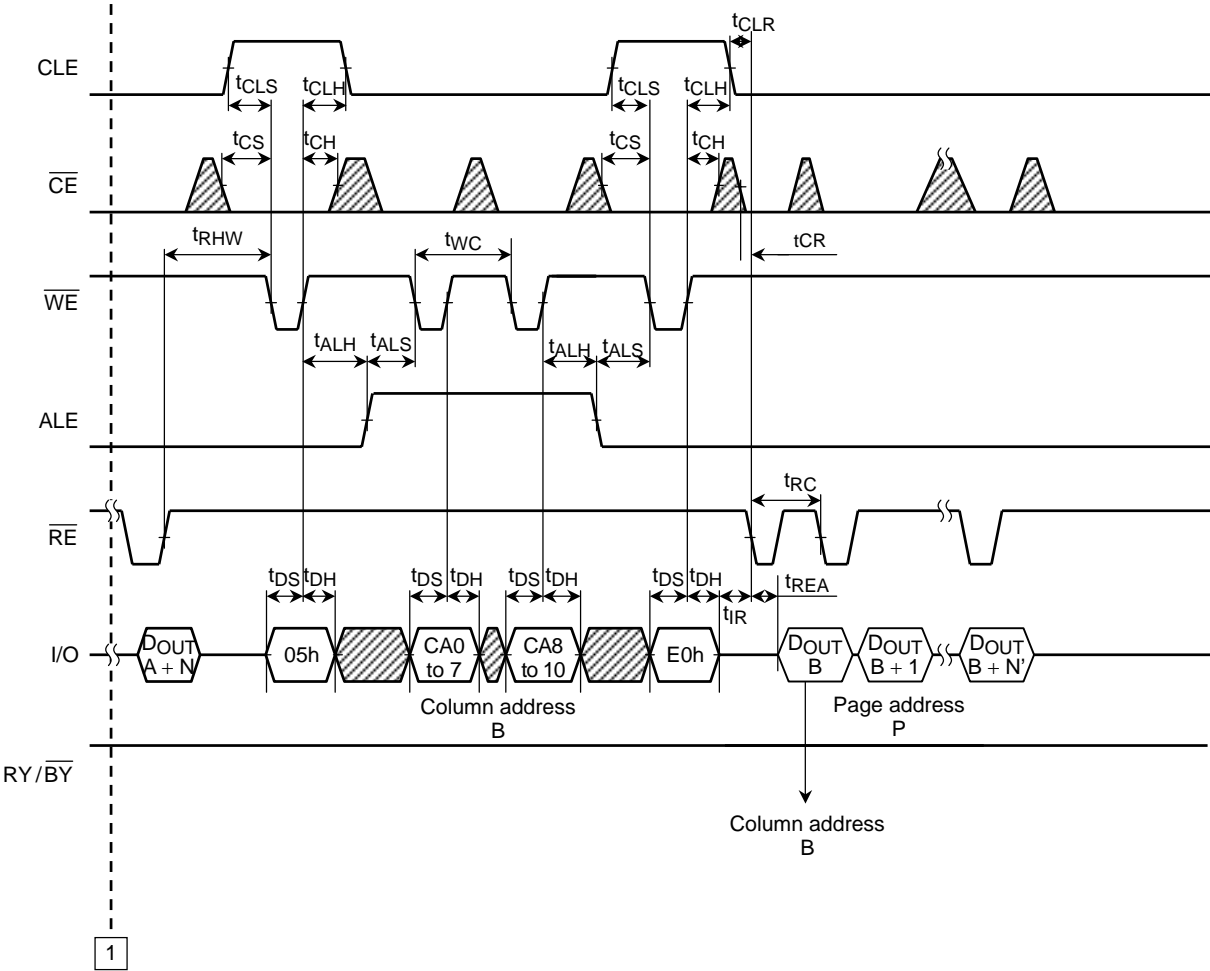 tCLR
CLE
tCLS tCLH tCLS tCLH
tCS tCH tCS tCH
CE
tRHW tWC tCR
WE
tALH tALS tALH tALS
ALE
tRC
RE
tDS tDH tDS tDH tDS tDH tDS tDH tREA
tIR
I/O
DOUT A + N
05h
CA0 to 7
CA8 to 10
E0h
DOUT B
DOUT B + 1
DOUT B + N'
Column address
B
Page address
P
RY/BY
Column address
B
1